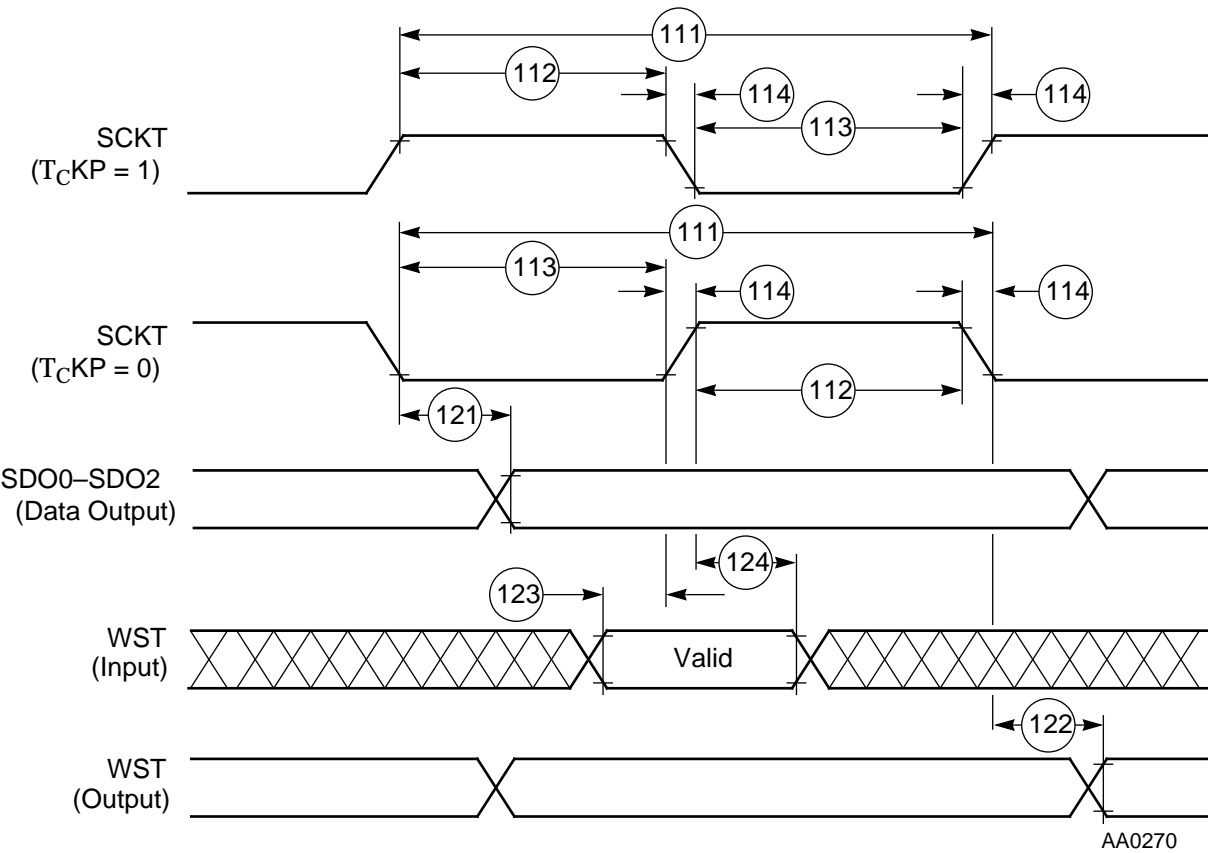 111
112
114
114
113
SCKT
(TCKP = 1)
111
113
114
114
SCKT
(TCKP = 0)
112
121
SDO0–SDO2
(Data Output)
124
123
WST
(Input)
Valid
122
WST
(Output)
AA0270